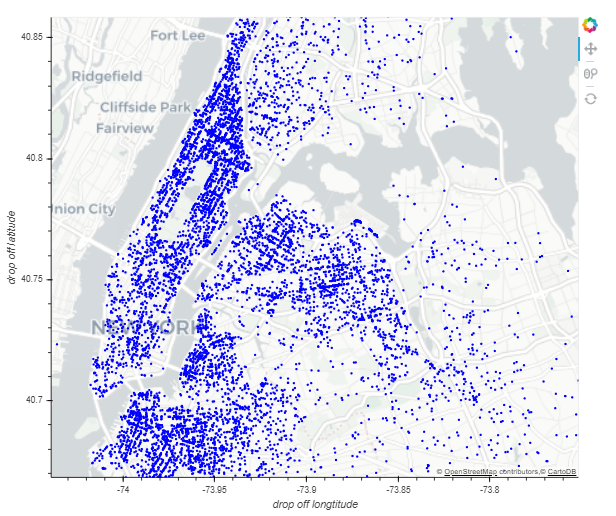 40.85
Fort Lee
Ridgefield
Cliffside Park
Fairview
40.8
Union City
drop off latitude
40.75
NEW YORK
40.7
© OpenStreetMap contributors,© CartoDB
-74
-73.95
-73.9
-73.85
-73.8
drop off longtitude